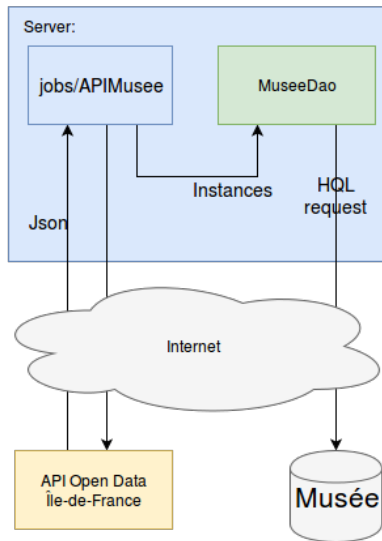 Server:
jobs/APIMusee
MuseeDao
Instances
HQL
request
Json
Internet
API Open Data
Île-de-France
Musée